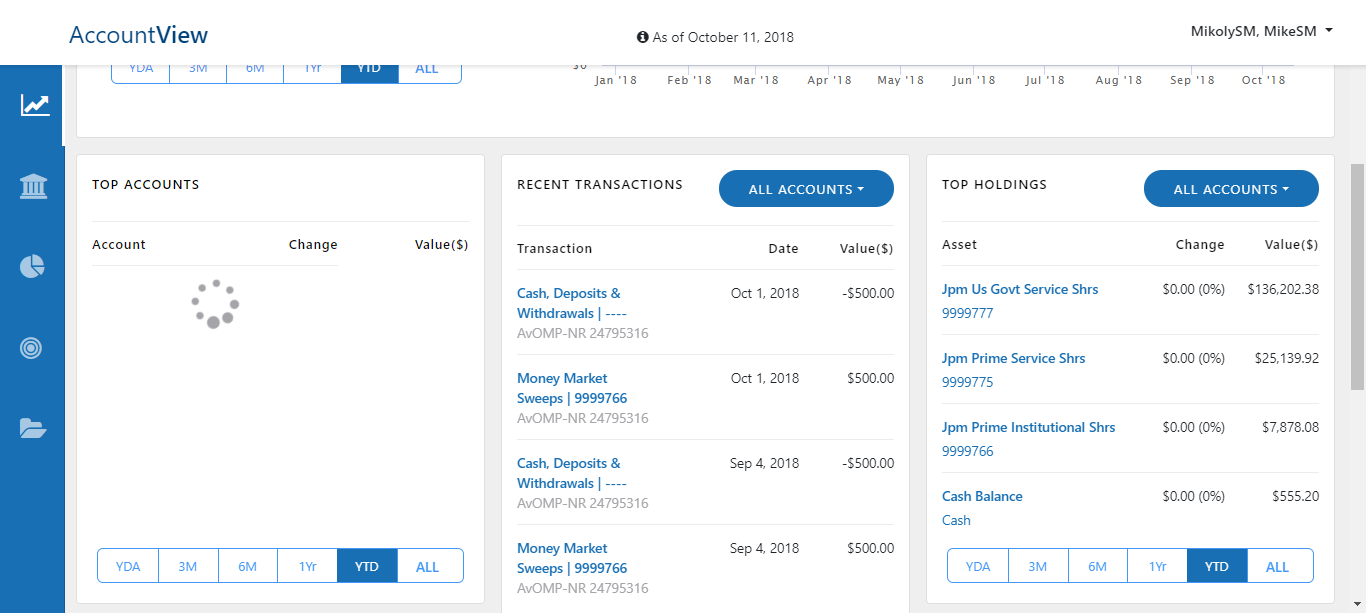 AccountView
As of October 11, 2018
MikolySM, MikeSM
YDA 3M 6M 1Yr YTD ALL
$0
Jan '18 Feb '18 Mar '18 Apr '18 May '18 Jun '18 Jul '18 Aug '18 Sep '18 Oct '18
TOP ACCOUNTS
Account Change Value($)
YDA 3M 6M 1Yr YTD ALL
RECENT TRANSACTIONS
ALL ACCOUNTS
Transaction Date Value($)
Cash, Deposits & Oct 1, 2018 -$500.00
Withdrawals | ----
AvOMP-NR 24795316
Money Market Oct 1, 2018 $500.00
Sweeps | 9999766
AvOMP-NR 24795316
Cash, Deposits & Sep 4, 2018 -$500.00
Withdrawals | ----
AvOMP-NR 24795316
Money Market Sep 4, 2018 $500.00
Sweeps | 9999766
AvOMP-NR 24795316
TOP HOLDINGS
ALL ACCOUNTS
Asset Change Value($)
Jpm Us Govt Service Shrs $0.00 (0%) $136,202.38
9999777
Jpm Prime Service Shrs $0.00 (0%) $25,139.92
9999775
Jpm Prime Institutional Shrs $0.00 (0%) $7,878.08
9999766
Cash Balance $0.00 (0%) $555.20
Cash
YDA 3M 6M 1Yr YTD ALL